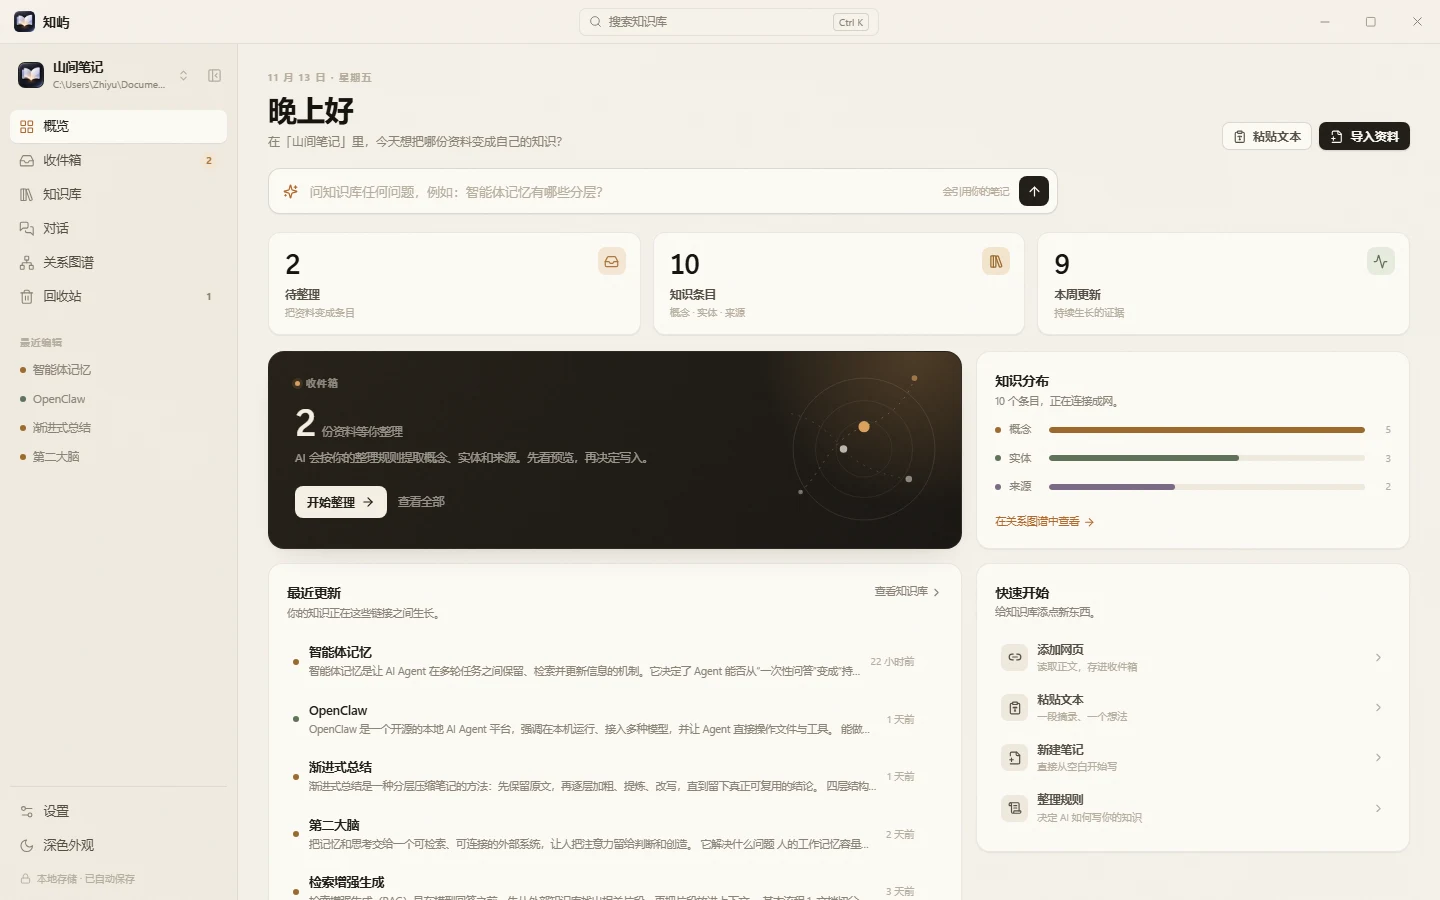 知屿
搜索知识库
Ctrl K
山间笔记
C:\Users\Zhiyu\Docume...
概览
收件箱
2
知识库
对话
关系图谱
回收站
1
最近编辑
智能体记忆
OpenClaw
渐进式总结
第二大脑
设置
深色外观
本地存储 · 已自动保存
11 月 13 日 · 星期五
晚上好
在「山间笔记」里，今天想把哪份资料变成自己的知识？
粘贴文本
导入资料
问知识库任何问题，例如：智能体记忆有哪些分层？
会引用你的笔记
2
待整理
把资料变成条目
10
知识条目
概念 · 实体 · 来源
9
本周更新
持续生长的证据
收件箱
2 份资料等你整理
AI 会按你的整理规则提取概念、实体和来源。先看预览，再决定写入。
开始整理
查看全部
知识分布
10 个条目，正在连接成网。
概念 5
实体 3
来源 2
在关系图谱中查看
最近更新
查看知识库
你的知识正在这些链接之间生长。
智能体记忆
智能体记忆是让 AI Agent 在多轮任务之间保留、检索并更新信息的机制。它决定了 Agent 能否从“一次性问答”变成“持...
22 小时前
OpenClaw
OpenClaw 是一个开源的本地 AI Agent 平台，强调在本机运行、接入多种模型，并让 Agent 直接操作文件与工具。 能做...
1 天前
渐进式总结
渐进式总结是一种分层压缩笔记的方法：先保留原文，再逐层加粗、提炼、改写，直到留下真正可复用的结论。 四层结构...
1 天前
第二大脑
把记忆和思考交给一个可检索、可连接的外部系统，让人把注意力留给判断和创造。 它解决什么问题 人的工作记忆容量...
2 天前
检索增强生成
3 天前
快速开始
给知识库添点新东西。
添加网页
读取正文，存进收件箱
粘贴文本
一段摘录、一个想法
新建笔记
直接从空白开始写
整理规则
决定 AI 如何写你的知识